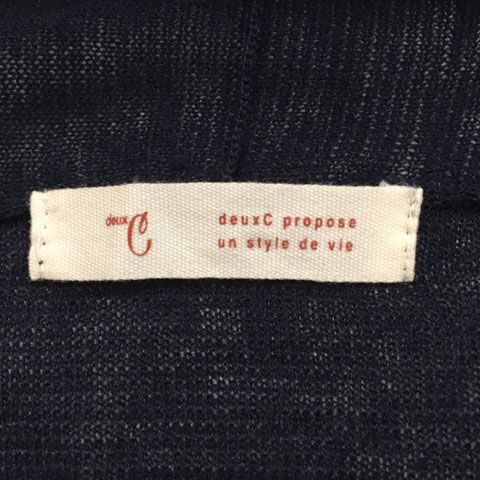 deux C
deuxC propose
un style de vie